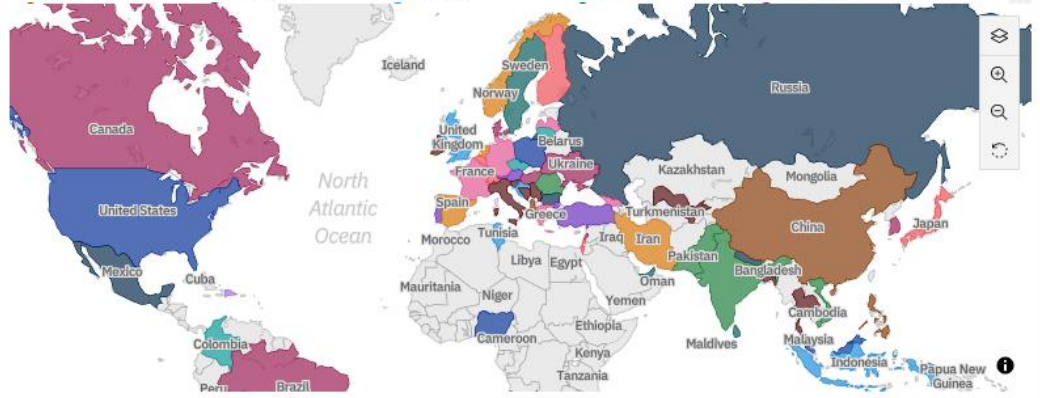 Iceland
Sweden
Norway
Russia
Canada
United
Kingdom
Belarus
Ukraine
France
Kazakhstan
Mongolia
North
Atlantic
Ocean
United States
Spain
Greece
Turkmenistan
China
Japan
Morocco
Tunisia
Iraq
Iran
Pakistan
Libya
Egypt
Mexico
Cuba
Bangladesh
Oman
Mauritania
Niger
Yemen
Cambodia
Ethiopia
Cameroon
Colombia
Maldives
Malaysia
Kenya
Indonesia
Papua New
Guinea
Tanzania
Peru
Brazil
i